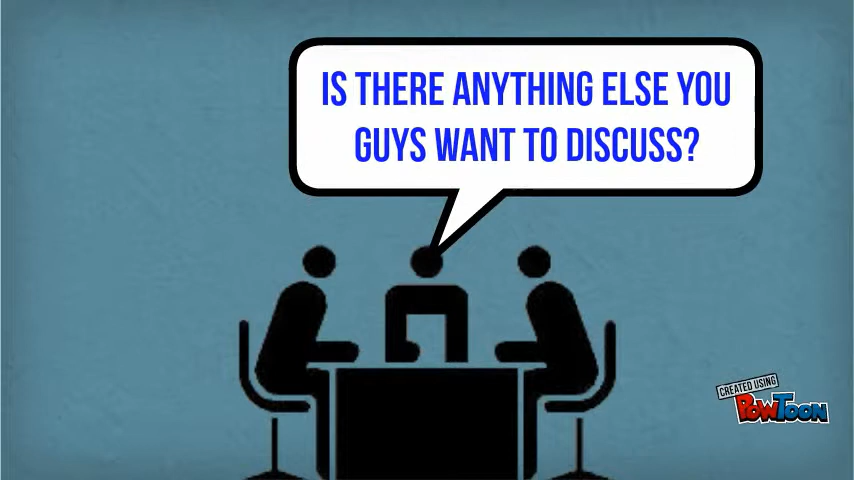 IS THERE ANYTHING ELSE YOU
GUYS WANT TO DISCUSS?
CREATED USING
POWTOON